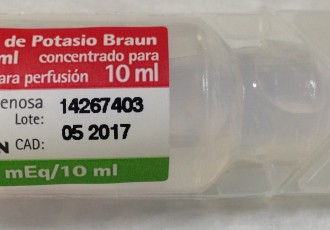 de Potasio Braun
ml concentrado para
ara perfusión 10 ml
enosa 14267403
Lote:
N CAD: 05 2017
mEq/10 ml